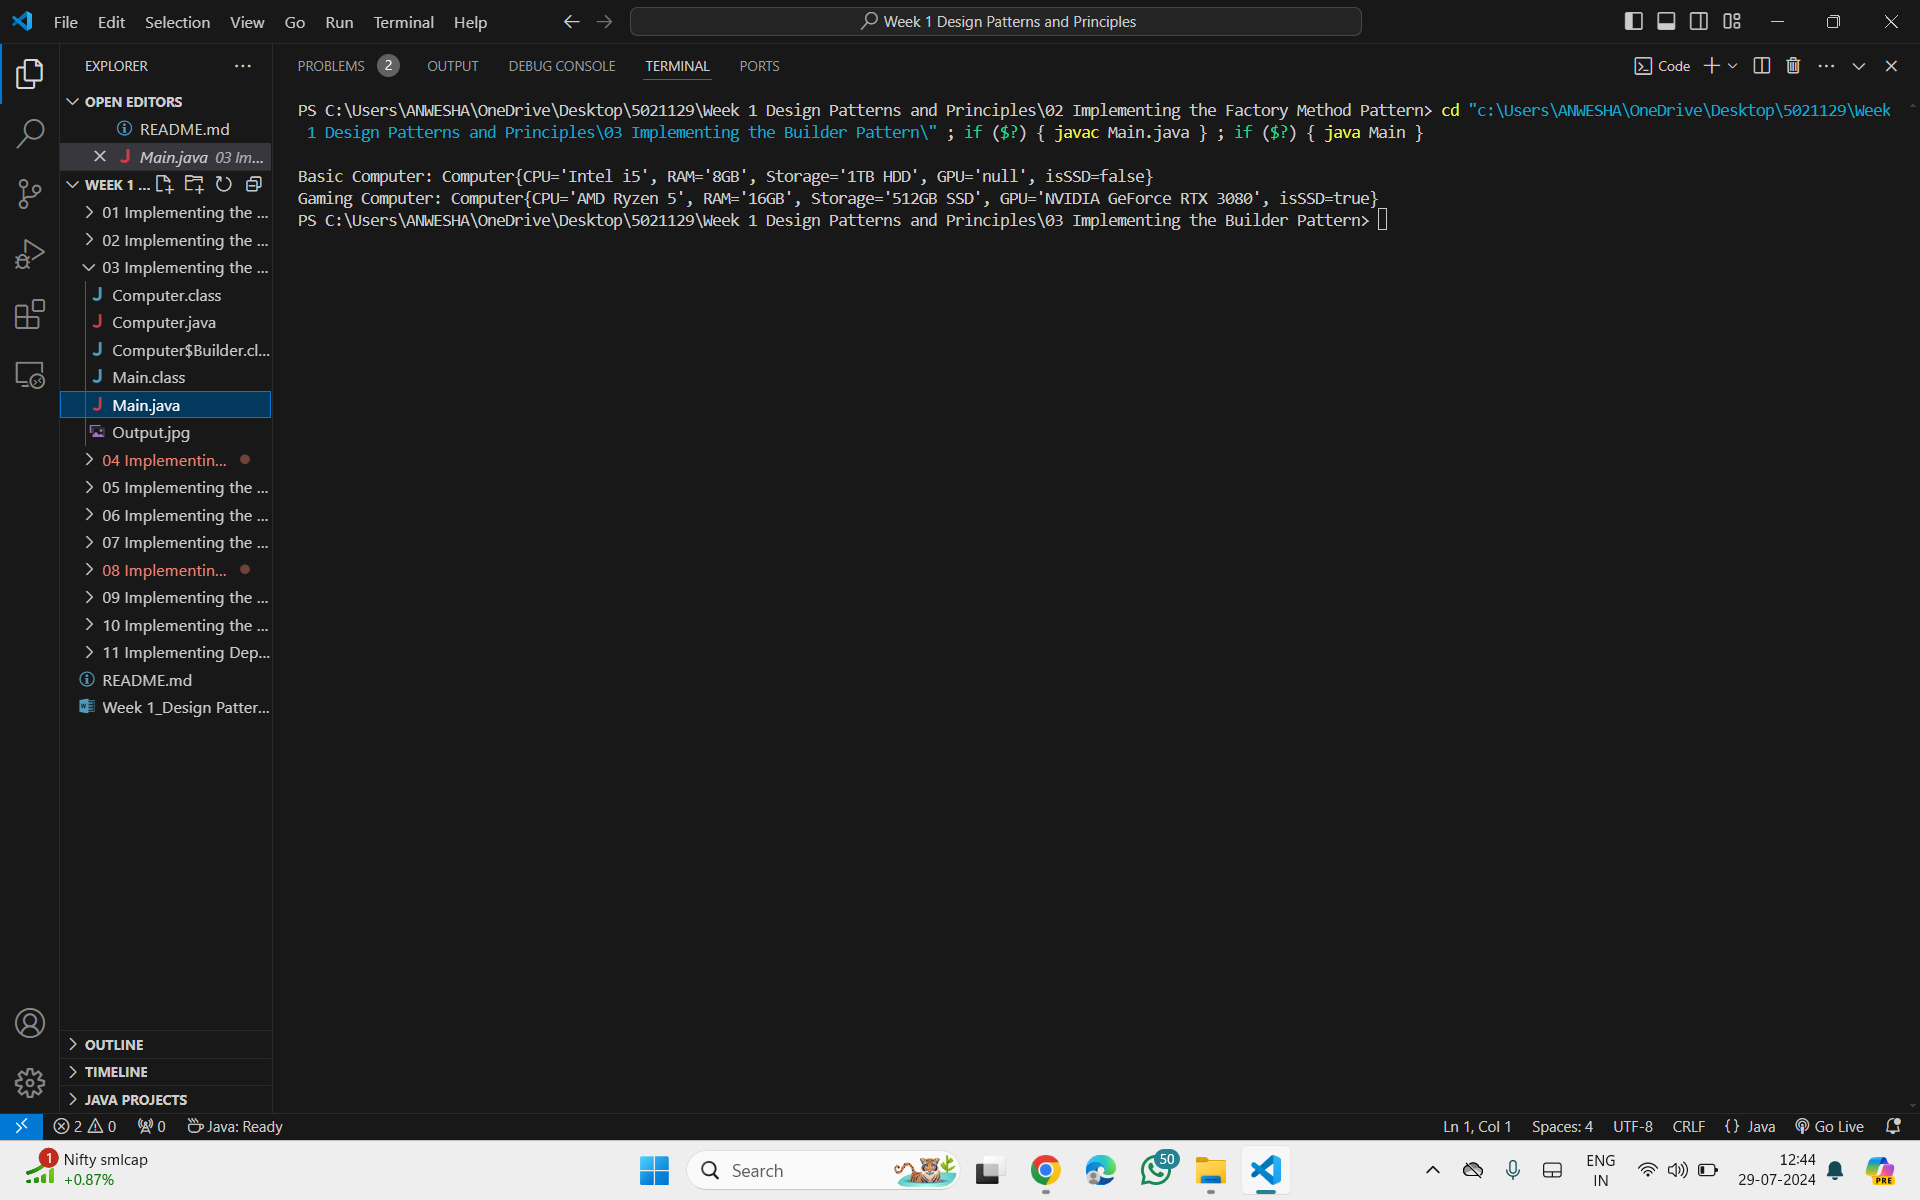 File Edit Selection View Go Run Terminal Help
Week 1 Design Patterns and Principles
EXPLORER
OPEN EDITORS
README.md
Main.java 03 Im...
WEEK 1 ...
01 Implementing the ...
02 Implementing the ...
03 Implementing the ...
Computer.class
Computer.java
Computer$Builder.cl...
Main.class
Main.java
Output.jpg
04 Implementin...
05 Implementing the ...
06 Implementing the ...
07 Implementing the ...
08 Implementin...
09 Implementing the ...
10 Implementing the ...
11 Implementing Dep...
README.md
Week 1_Design Patter...
OUTLINE
TIMELINE
JAVA PROJECTS
PROBLEMS 2 OUTPUT DEBUG CONSOLE TERMINAL PORTS
Code
PS C:\Users\ANWESHA\OneDrive\Desktop\5021129\Week 1 Design Patterns and Principles\02 Implementing the Factory Method Pattern> cd "c:\Users\ANWESHA\OneDrive\Desktop\5021129\Week
1 Design Patterns and Principles\03 Implementing the Builder Pattern\" ; if ($?) { javac Main.java } ; if ($?) { java Main }
Basic Computer: Computer{CPU='Intel i5', RAM='8GB', Storage='1TB HDD', GPU='null', isSSD=false}
Gaming Computer: Computer{CPU='AMD Ryzen 5', RAM='16GB', Storage='512GB SSD', GPU='NVIDIA GeForce RTX 3080', isSSD=true}
PS C:\Users\ANWESHA\OneDrive\Desktop\5021129\Week 1 Design Patterns and Principles\03 Implementing the Builder Pattern>
2 0 0 Java: Ready
Ln 1, Col 1 Spaces: 4 UTF-8 CRLF {} Java Go Live
1
Nifty smlcap
+0.87%
Search
50
ENG
IN
12:44
29-07-2024
PRE